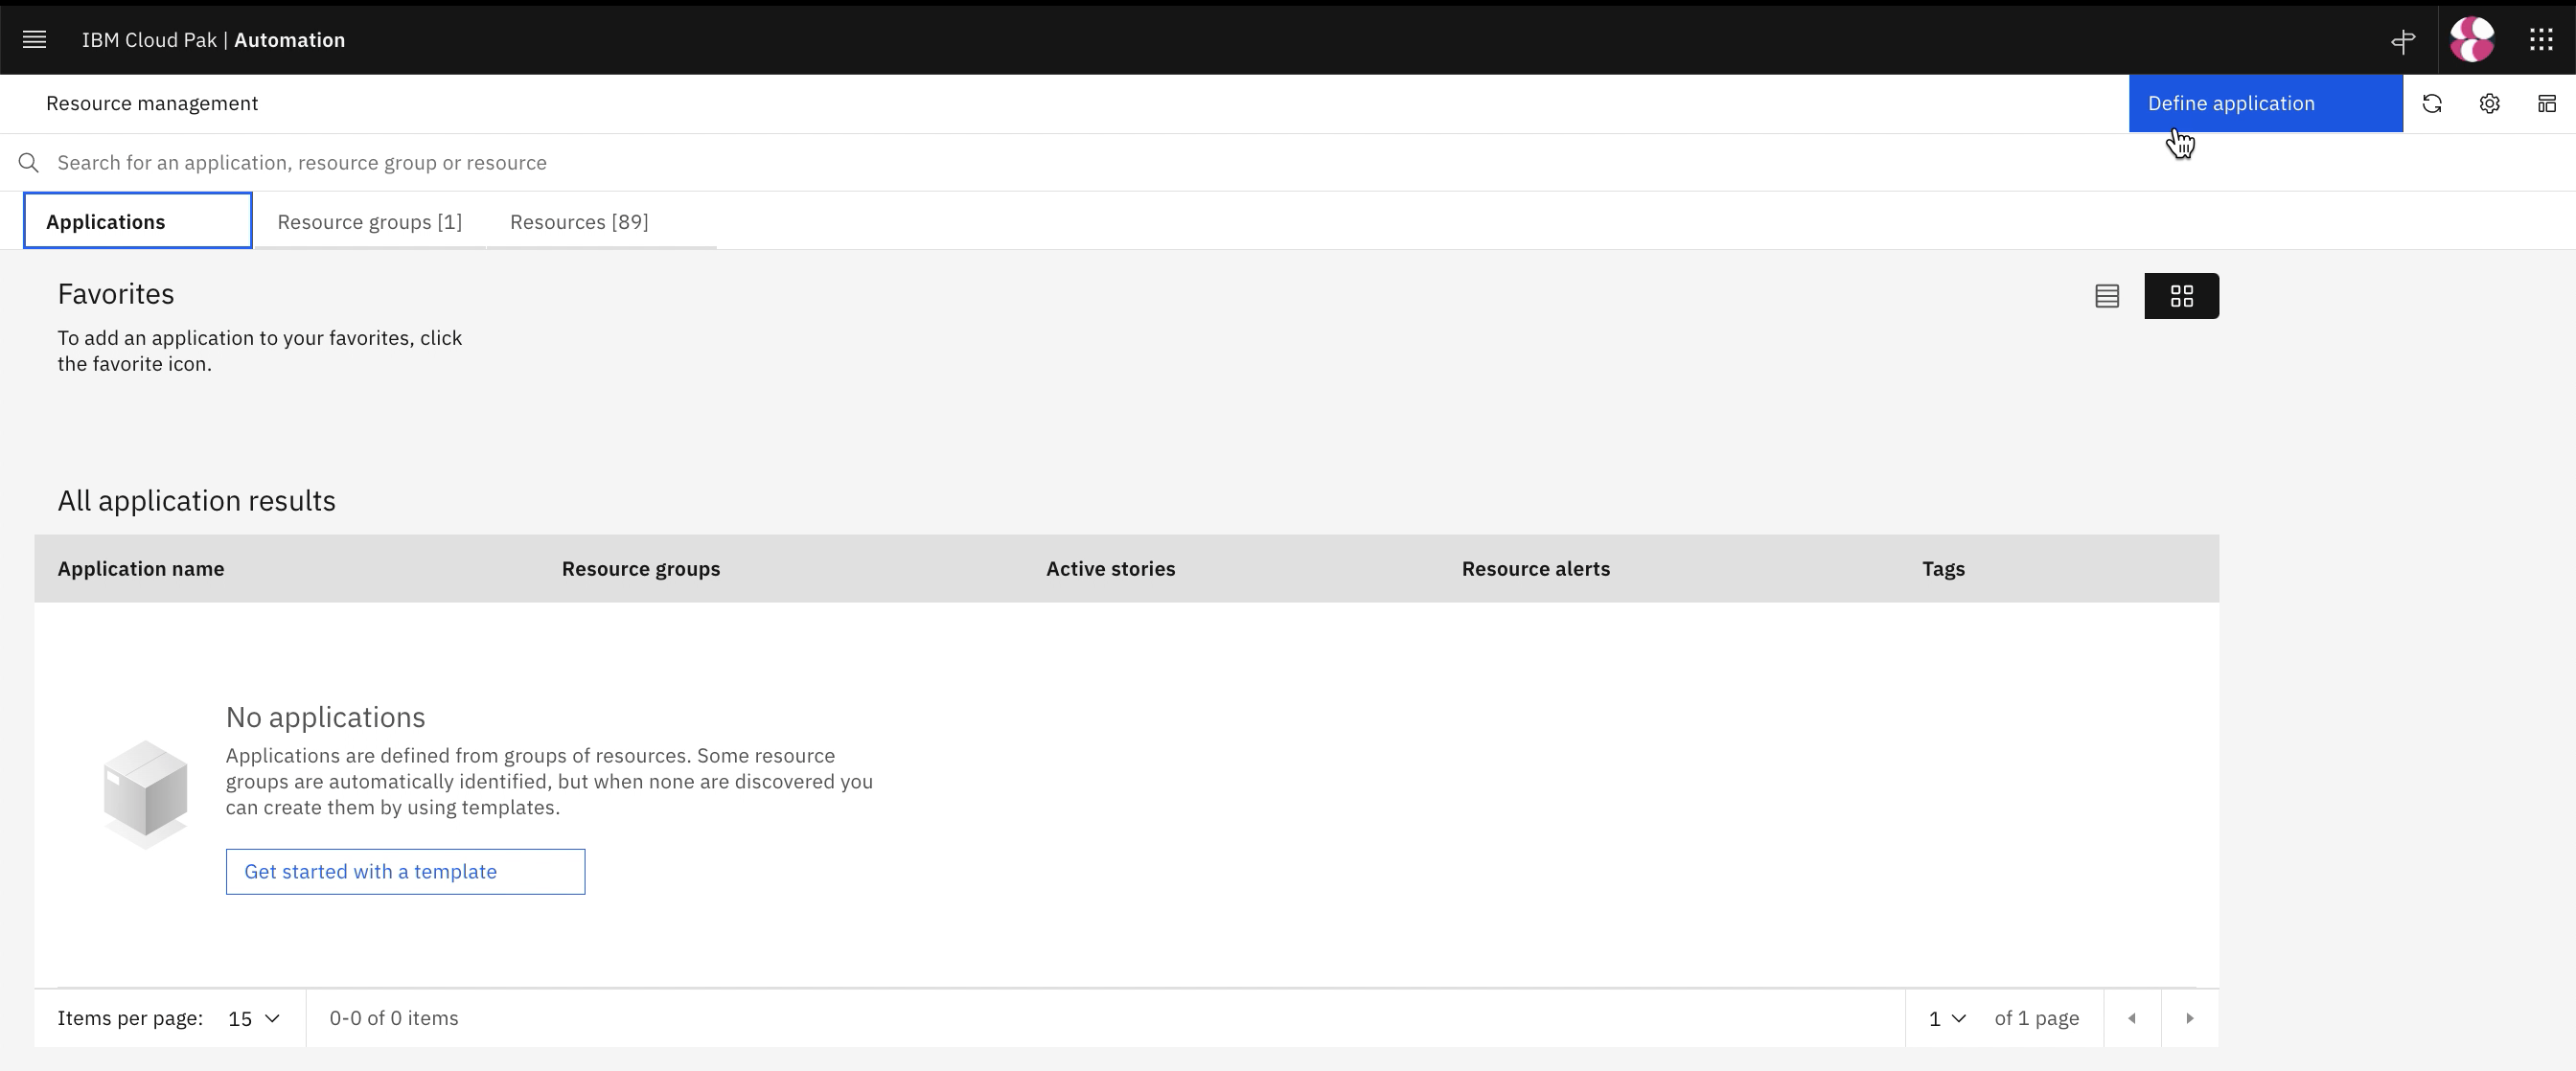 IBM Cloud Pak | Automation
Resource management
Define application
Search for an application, resource group or resource
Applications
Resource groups [1]
Resources [89]
Favorites
To add an application to your favorites, click
the favorite icon.
All application results
Application name
Resource groups
Active stories
Resource alerts
Tags
No applications
Applications are defined from groups of resources. Some resource
groups are automatically identified, but when none are discovered you
can create them by using templates.
Get started with a template
Items per page: 15
0-0 of 0 items
1
of 1 page